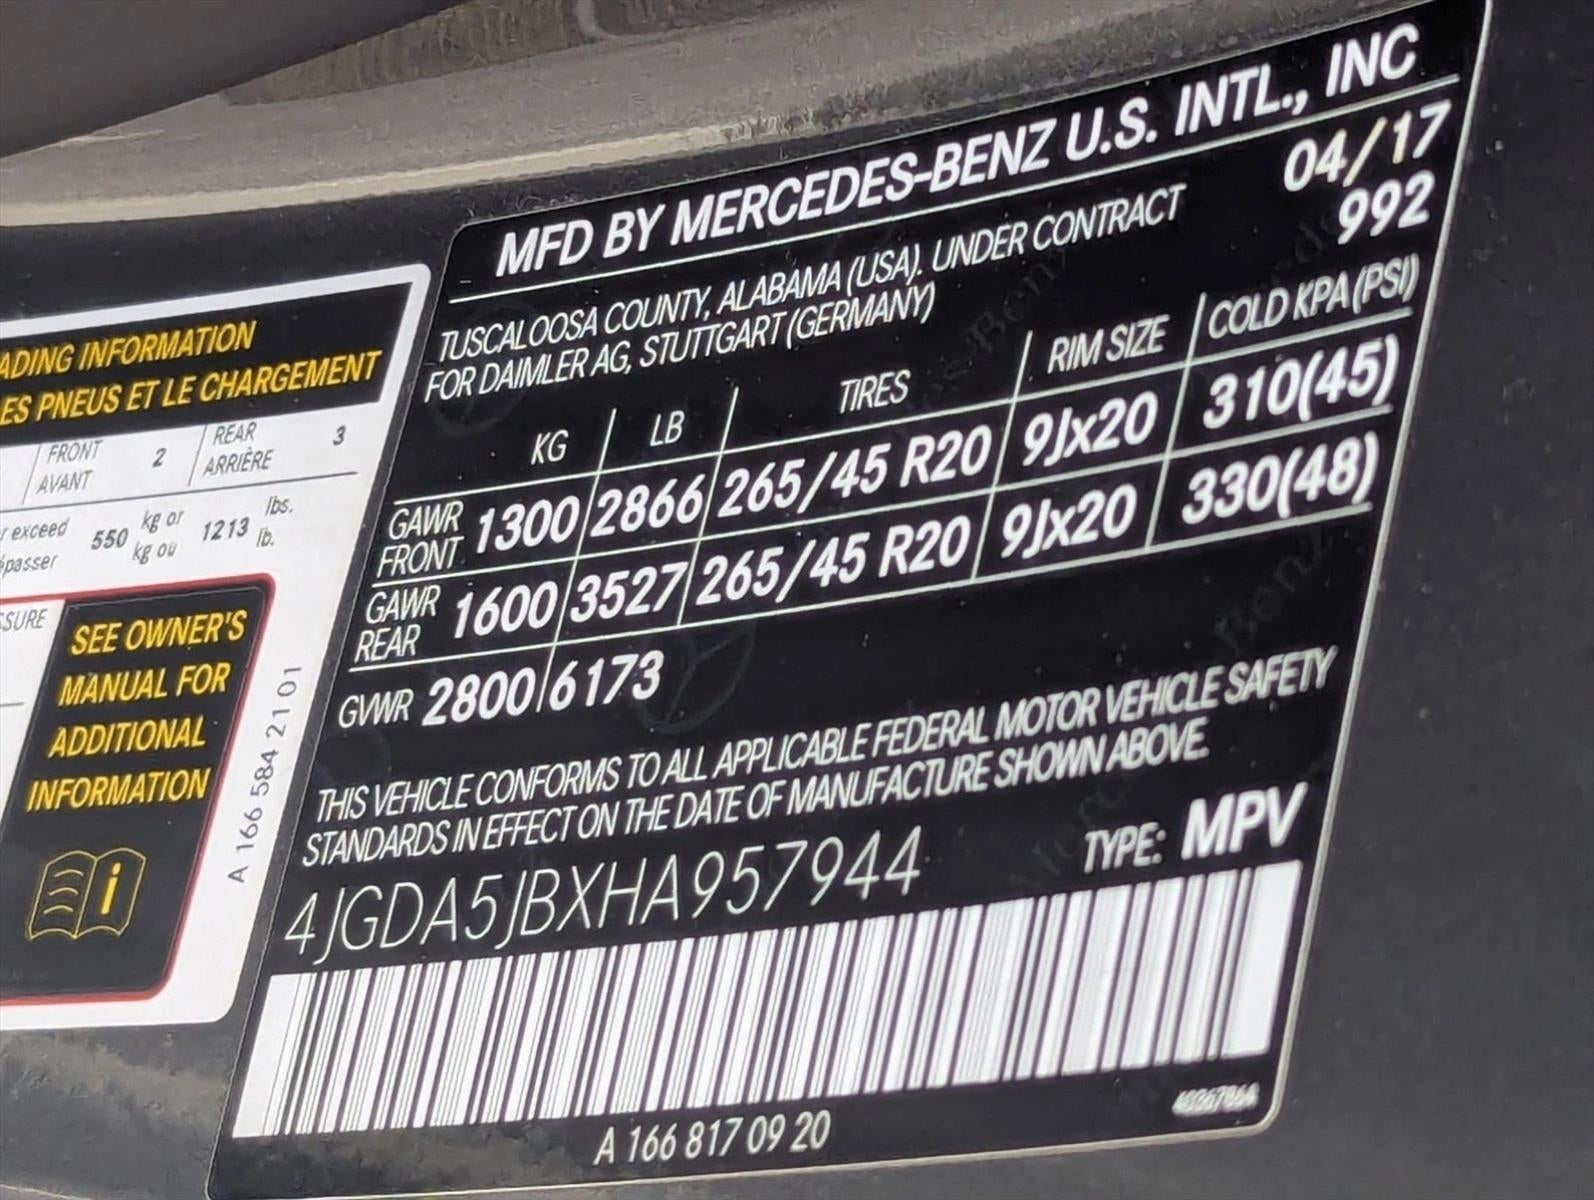 ADING INFORMATION
ES PNEUS ET LE CHARGEMENT
FRONT
AVANT
2
REAR
ARRIÈRE
3
r exceed
épasser
550
kg or
kg ou
1213
lbs.
lb.
SSURE
SEE OWNER'S
MANUAL FOR
ADDITIONAL
INFORMATION
i
A 166 584 21 01
MFD BY MERCEDES-BENZ U.S. INTL., INC
TUSCALOOSA COUNTY, ALABAMA (USA). UNDER CONTRACT 04/17
FOR DAIMLER AG, STUTTGART (GERMANY) 992
KG LB TIRES RIM SIZE COLD KPA (PSI)
GAWR FRONT 1300 2866 265/45 R20 9Jx20 310(45)
GAWR REAR 1600 3527 265/45 R20 9Jx20 330(48)
GVWR 2800 6173
THIS VEHICLE CONFORMS TO ALL APPLICABLE FEDERAL MOTOR VEHICLE SAFETY
STANDARDS IN EFFECT ON THE DATE OF MANUFACTURE SHOWN ABOVE.
4JGDA5JBXHA957944 TYPE: MPV
A 166 817 09 20